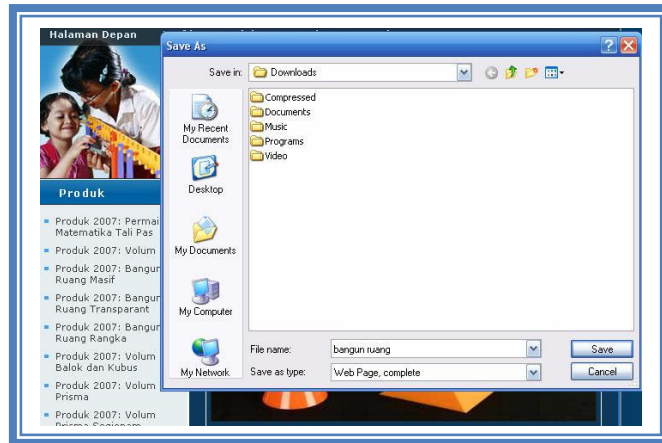 Halaman Depan
Save As
Save in:
Downloads
Compressed
Documents
Music
Programs
Video
My Recent
Documents
Desktop
My Documents
My Computer
My Network
File name:
bangun ruang
Save
Save as type:
Web Page, complete
Cancel
Produk
Produk 2007: Permai
Matematika Tali Pas
Produk 2007: Volum
Produk 2007: Bangun
Ruang Masif
Produk 2007: Bangun
Ruang Transparant
Produk 2007: Bangun
Ruang Rangka
Produk 2007: Volum
Balok dan Kubus
Produk 2007: Volum
Prisma
Produk 2007: Volum